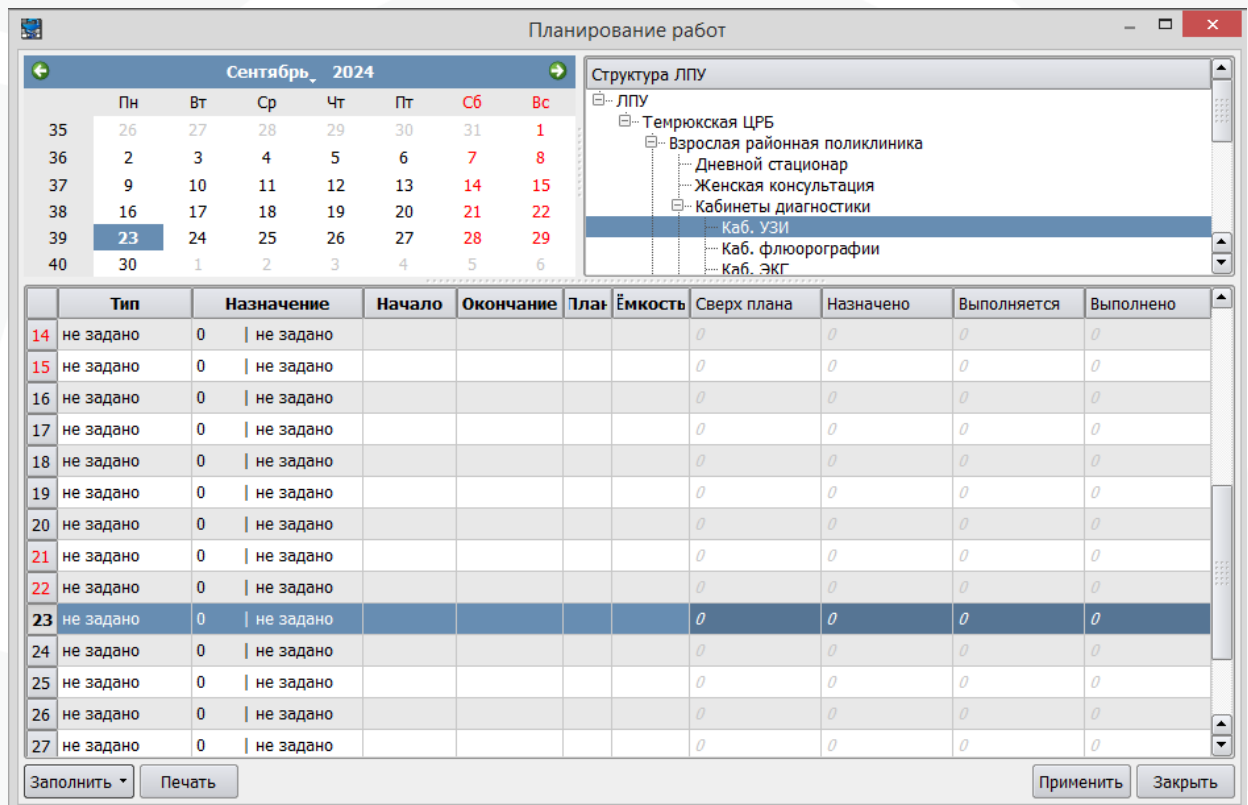 Планирование работ
Сентябрь 2024
Пн Вт Ср Чт Пт Сб Вс
35 26 27 28 29 30 31 1
36 2 3 4 5 6 7 8
37 9 10 11 12 13 14 15
38 16 17 18 19 20 21 22
39 23 24 25 26 27 28 29
40 30 1 2 3 4 5 6
Структура ЛПУ
ЛПУ
Темрюкская ЦРБ
Взрослая районная поликлиника
Дневной стационар
Женская консультация
Кабинеты диагностики
Каб. УЗИ
Каб. флюорографии
Каб. ЭКГ
Тип Назначение Начало Окончание План Ёмкость Сверх плана Назначено Выполняется Выполнено
14 не задано 0 | не задано 0 0 0 0
15 не задано 0 | не задано 0 0 0 0
16 не задано 0 | не задано 0 0 0 0
17 не задано 0 | не задано 0 0 0 0
18 не задано 0 | не задано 0 0 0 0
19 не задано 0 | не задано 0 0 0 0
20 не задано 0 | не задано 0 0 0 0
21 не задано 0 | не задано 0 0 0 0
22 не задано 0 | не задано 0 0 0 0
23 не задано 0 | не задано 0 0 0 0
24 не задано 0 | не задано 0 0 0 0
25 не задано 0 | не задано 0 0 0 0
26 не задано 0 | не задано 0 0 0 0
27 не задано 0 | не задано 0 0 0 0
Заполнить Печать Применить Закрыть